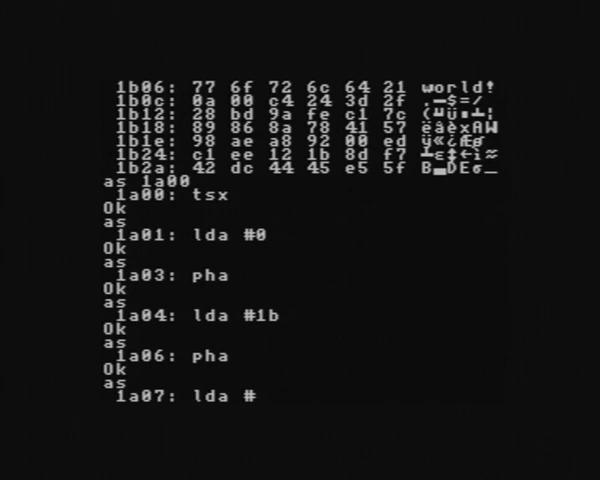 1b06: 77 6f 72 6c 64 21 world!
1b0c: 0a 00 c4 24 3d 2f .─$=/
1b12: 28 bd 9a fe c1 7c (╜Ü■┴¦
1b18: 89 86 8a 78 41 57 ëåèxAW
1b1e: 98 ae a8 92 00 ed ÿ«¿Æ
1b24: c1 ee 12 1b 8d f7 ┴ε↕←ì≈
1b2a: 42 dc 44 45 e5 5f B▄DEσ_
as 1a00
1a00: tsx
Ok
as
1a01: lda #0
Ok
as
1a03: pha
Ok
as
1a04: lda #1b
Ok
as
1a06: pha
Ok
as
1a07: lda #